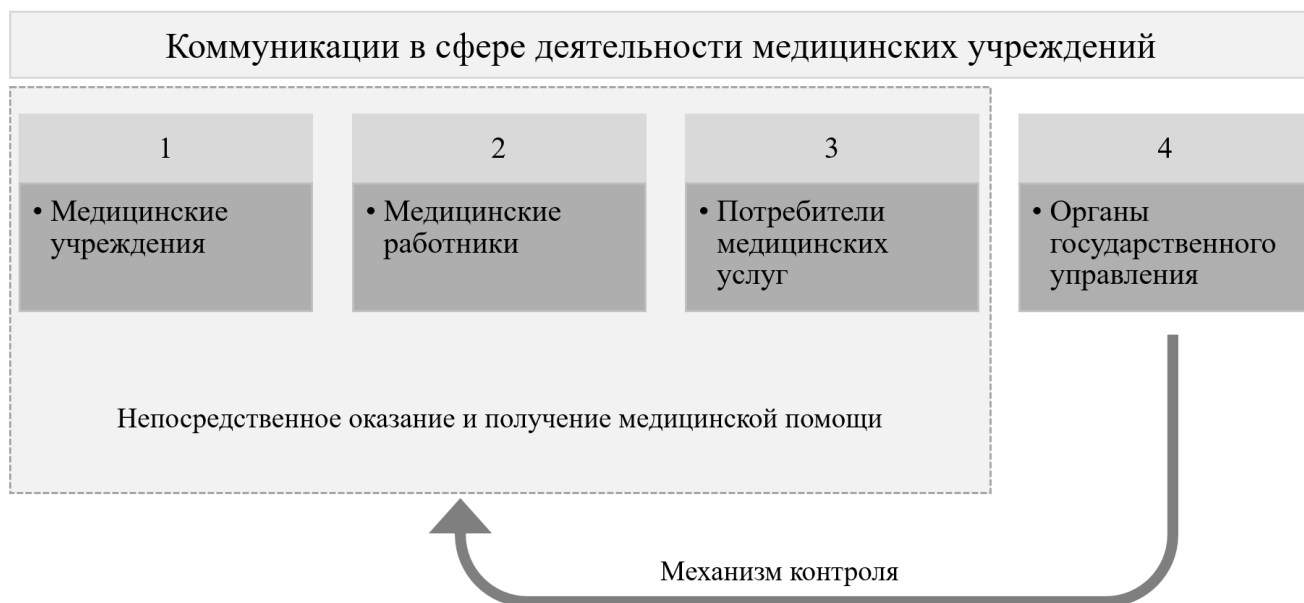 Коммуникации в сфере деятельности медицинских учреждений
1
• Медицинские
учреждения
2
• Медицинские
работники
3
• Потребители
медицинских
услуг
4
• Органы
государственного
управления
Непосредственное оказание и получение медицинской помощи
Механизм контроля